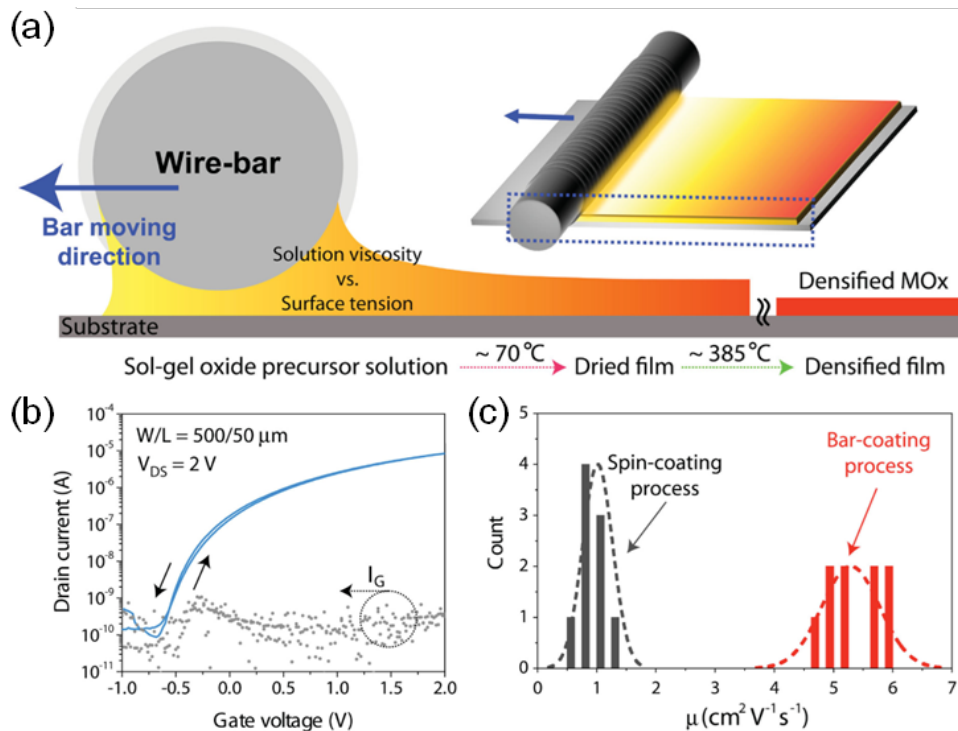 (a)
Wire-bar
Bar moving
direction
Solution viscosity
vs.
Surface tension
Densified MOx
Substrate
Sol-gel oxide precursor solution ~ 70 °C Dried film ~ 385 °C Densified film
(b)
W/L = 500/50 μm
V_DS = 2 V
I_G
Drain current (A)
10⁻⁴
10⁻⁵
10⁻⁶
10⁻⁷
10⁻⁸
10⁻⁹
10⁻¹⁰
10⁻¹¹
-1.0 -0.5 0.0 0.5 1.0 1.5 2.0
Gate voltage (V)
(c)
Spin-coating
process
Bar-coating
process
Count
5
4
3
2
1
0
0 1 2 3 4 5 6 7
μ (cm² V⁻¹s⁻¹)